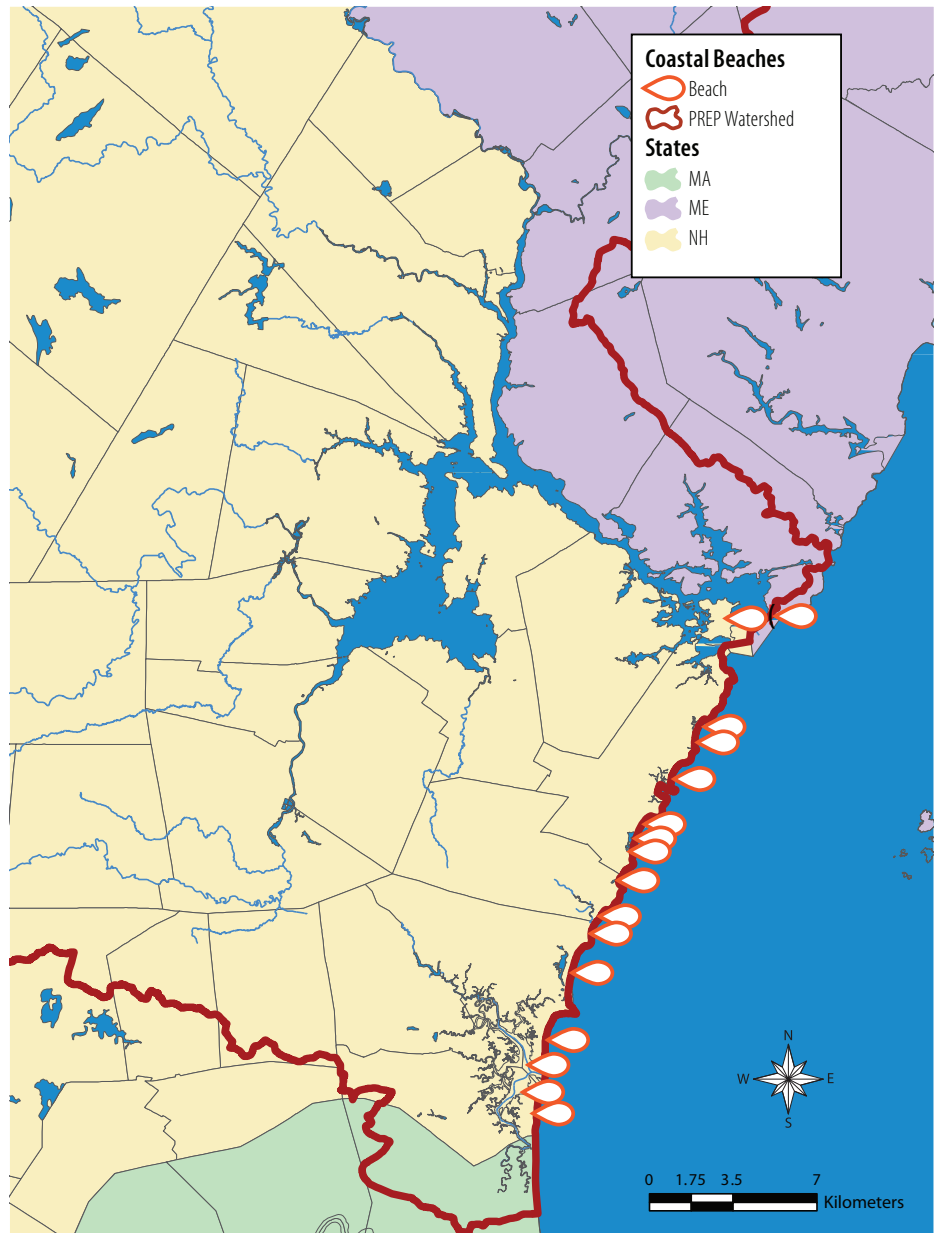 Coastal Beaches
Beach
PREP Watershed
States
MA
ME
NH
N
W E
S
0 1.75 3.5 7
Kilometers